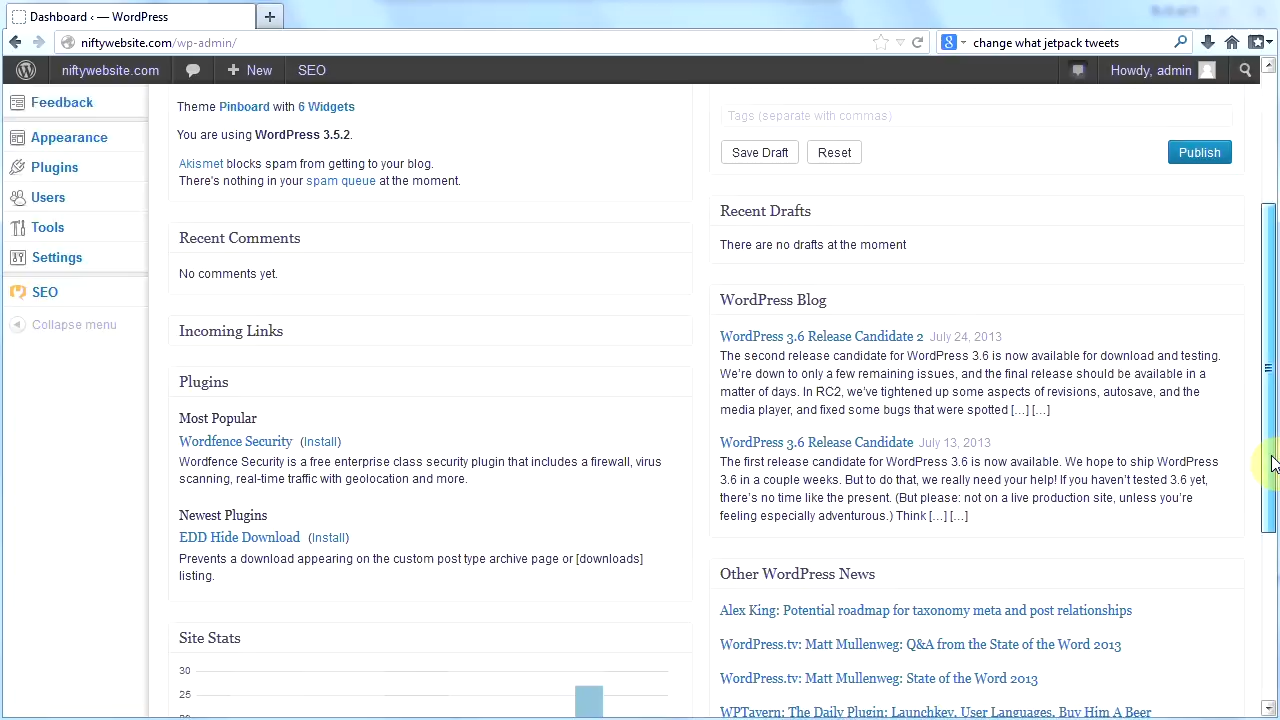 Dashboard ‹ — WordPress
niftywebsite.com/wp-admin/
change what jetpack tweets
niftywebsite.com
New
SEO
Howdy, admin
Feedback
Appearance
Plugins
Users
Tools
Settings
SEO
Collapse menu
Theme Pinboard with 6 Widgets
You are using WordPress 3.5.2.
Akismet blocks spam from getting to your blog.
There's nothing in your spam queue at the moment.
Recent Comments
No comments yet.
Incoming Links
Plugins
Most Popular
Wordfence Security (Install)
Wordfence Security is a free enterprise class security plugin that includes a firewall, virus
scanning, real-time traffic with geolocation and more.
Newest Plugins
EDD Hide Download (Install)
Prevents a download appearing on the custom post type archive page or [downloads]
listing.
Site Stats
30
25
Tags (separate with commas)
Save Draft
Reset
Publish
Recent Drafts
There are no drafts at the moment
WordPress Blog
WordPress 3.6 Release Candidate 2 July 24, 2013
The second release candidate for WordPress 3.6 is now available for download and testing.
We're down to only a few remaining issues, and the final release should be available in a
matter of days. In RC2, we've tightened up some aspects of revisions, autosave, and the
media player, and fixed some bugs that were spotted […] […]
WordPress 3.6 Release Candidate July 13, 2013
The first release candidate for WordPress 3.6 is now available. We hope to ship WordPress
3.6 in a couple weeks. But to do that, we really need your help! If you haven't tested 3.6 yet,
there's no time like the present. (But please: not on a live production site, unless you're
feeling especially adventurous.) Think […] […]
Other WordPress News
Alex King: Potential roadmap for taxonomy meta and post relationships
WordPress.tv: Matt Mullenweg: Q&A from the State of the Word 2013
WordPress.tv: Matt Mullenweg: State of the Word 2013
WPTavern: The Daily Plugin: Launchkey, User Languages, Buy Him A Beer